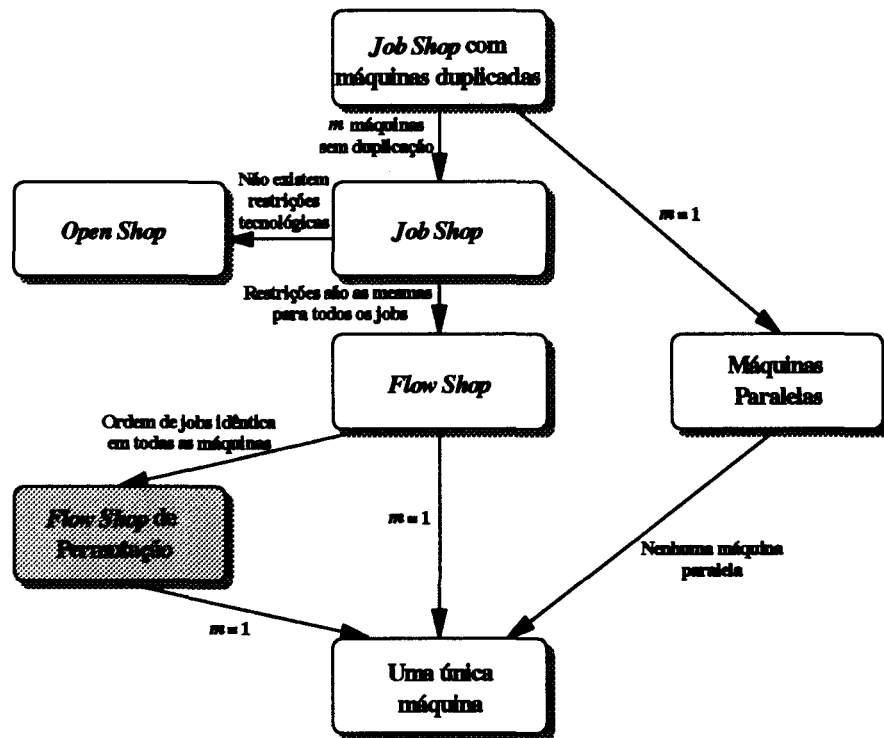 Job Shop com
máquinas duplicadas
m máquinas
sem duplicação
Não existem
restrições
tecnológicas
m = 1
Open Shop
Job Shop
Restrições são as mesmas
para todos os jobs
Flow Shop
Máquinas
Paralelas
Ordem de jobs idêntica
em todas as máquinas
Flow Shop de
Permutação
m = 1
Nenhuma máquina
paralela
m = 1
Uma única
máquina